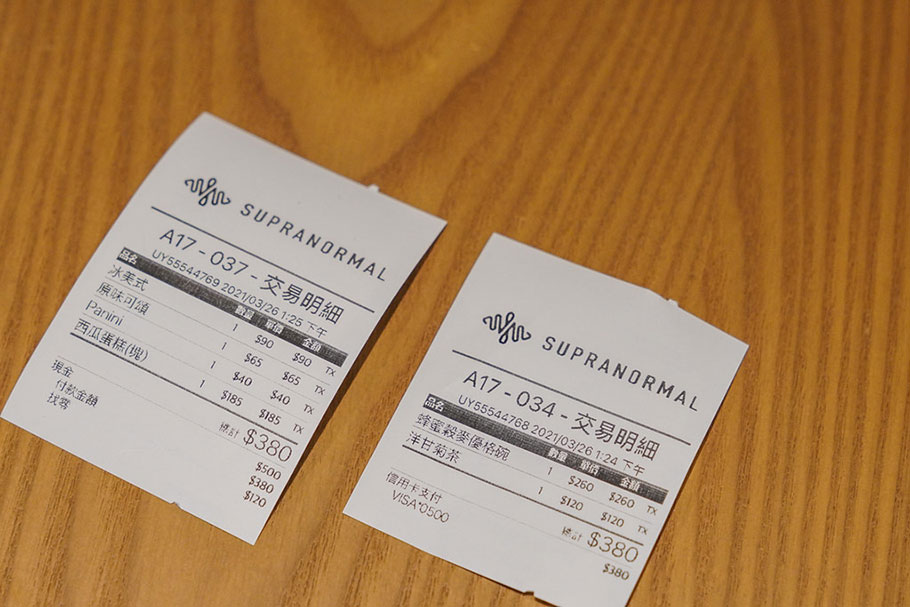 SUPRANORMAL
A17 - 037 - 交易明細
UY55544769 2021/03/26 1:25 下午
品名 數量 單價 金額
冰美式 1 $90 $90 TX
原味可頌 1 $65 $65 TX
Panini 1 $40 $40 TX
西瓜蛋糕(塊) 1 $185 $185 TX
總計 $380
現金 $500
付款金額 $380
找零 $120
SUPRANORMAL
A17 - 034 - 交易明細
UY55544768 2021/03/26 1:24 下午
品名 數量 單價 金額
蜂蜜穀麥優格碗 1 $260 $260 TX
洋甘菊茶 1 $120 $120 TX
總計 $380
信用卡支付 $380
VISA*0500